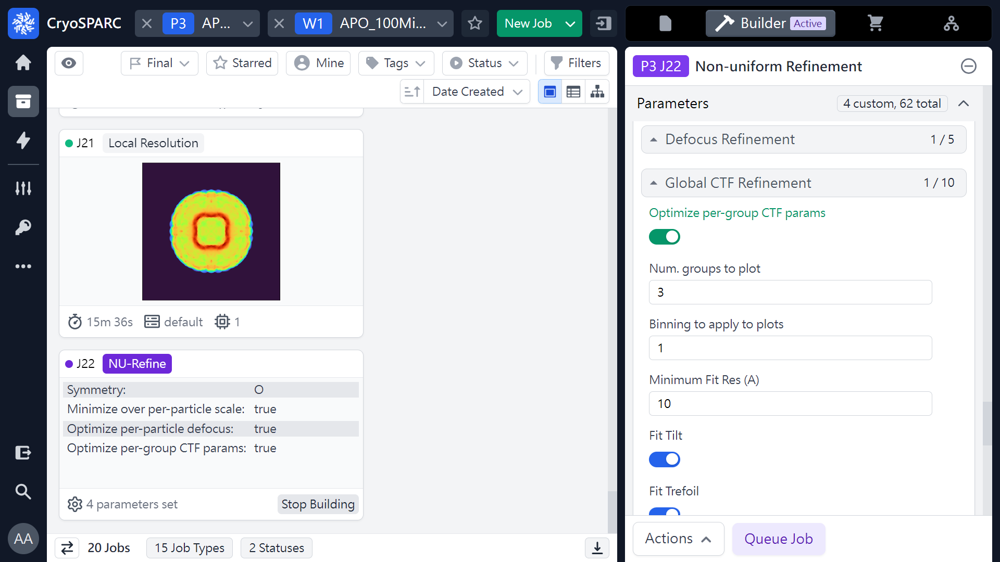 CryoSPARC
P3 AP...
W1 APO_100Mi...
New Job
Builder Active
Final
Starred
Mine
Tags
Status
Filters
Date Created
J21 Local Resolution
15m 36s default 1
J22 NU-Refine
Symmetry: O
Minimize over per-particle scale: true
Optimize per-particle defocus: true
Optimize per-group CTF params: true
4 parameters set
Stop Building
20 Jobs
15 Job Types
2 Statuses
AA
P3 J22 Non-uniform Refinement
Parameters
4 custom, 62 total
Defocus Refinement 1 / 5
Global CTF Refinement 1 / 10
Optimize per-group CTF params
Num. groups to plot
3
Binning to apply to plots
1
Minimum Fit Res (A)
10
Fit Tilt
Fit Trefoil
Actions
Queue Job